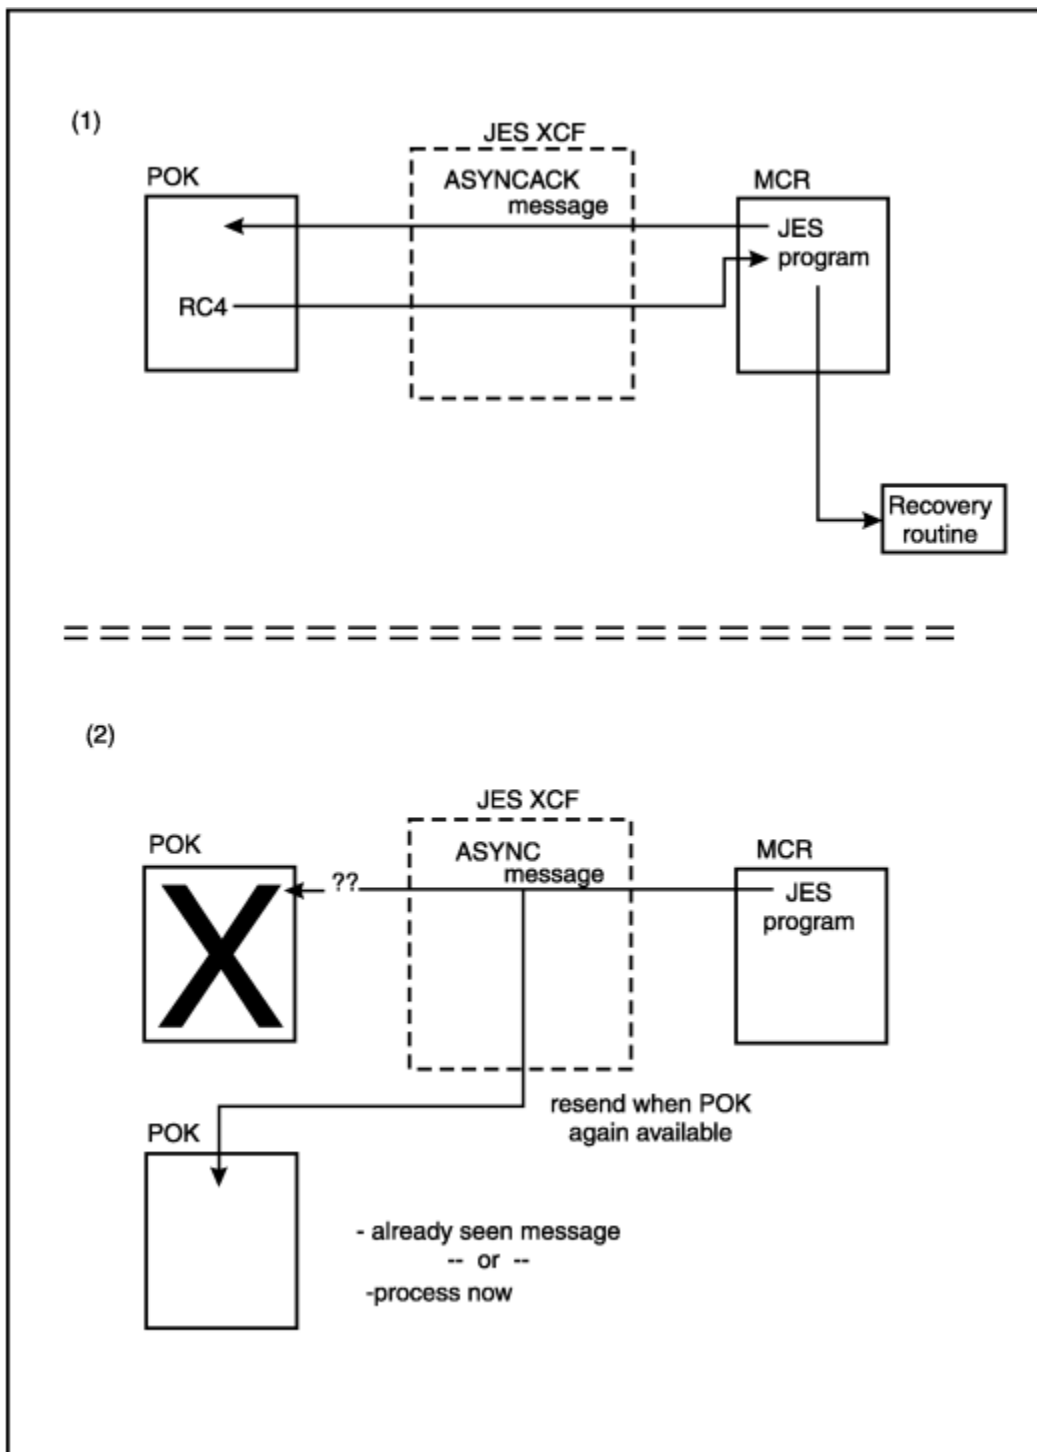 (1)
JES XCF
POK
ASYNCACK
message
MCR
JES
program
RC4
Recovery
routine
(2)
JES XCF
POK
ASYNC
message
MCR
??
JES
program
resend when POK
again available
POK
- already seen message
-- or --
-process now